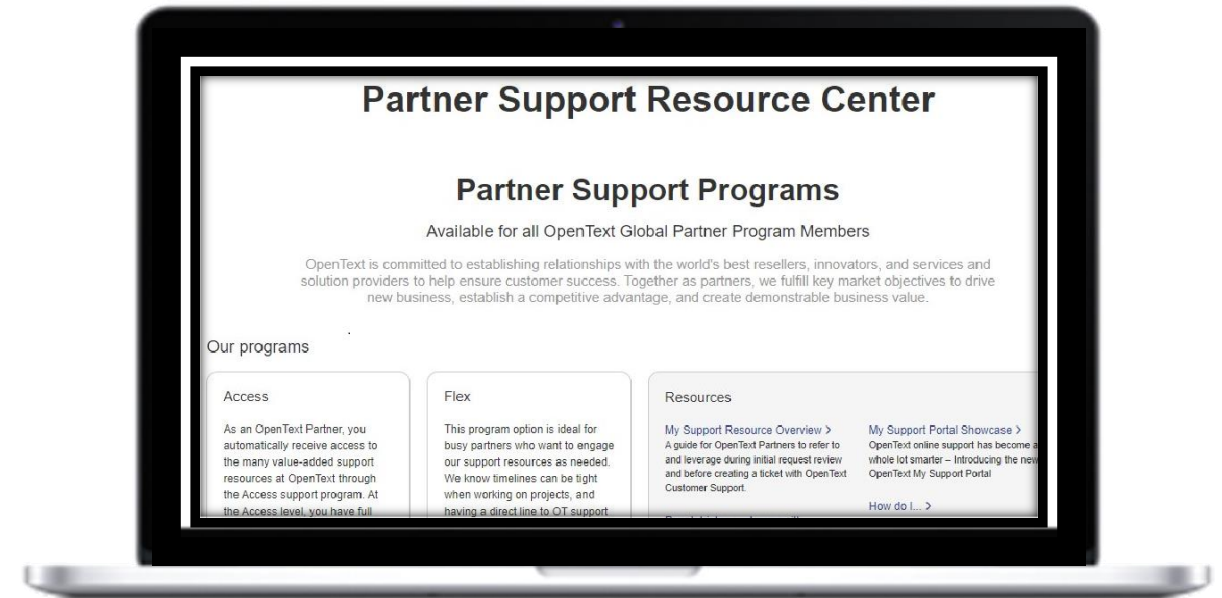 Partner Support Resource Center
Partner Support Programs
Available for all OpenText Global Partner Program Members
OpenText is committed to establishing relationships with the world's best resellers, innovators, and services and
solution providers to help ensure customer success. Together as partners, we fulfill key market objectives to drive
new business, establish a competitive advantage, and create demonstrable business value.
Our programs
Access
As an OpenText Partner, you
automatically receive access to
the many value-added support
resources at OpenText through
the Access support program. At
the Access level, you have full
Flex
This program option is ideal for
busy partners who want to engage
our support resources as needed.
We know timelines can be tight
when working on projects, and
having a direct line to OT support
Resources
My Support Resource Overview >
A guide for OpenText Partners to refer to
and leverage during initial request review
and before creating a ticket with OpenText
Customer Support.
My Support Portal Showcase >
OpenText online support has become a
whole lot smarter – Introducing the new
OpenText My Support Portal
How do I... >